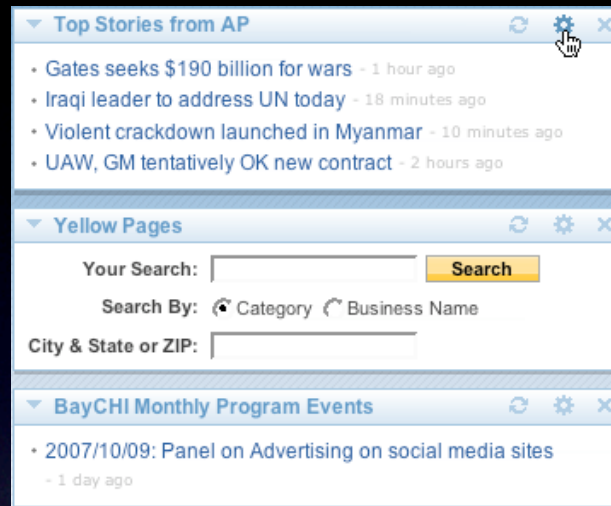 Top Stories from AP
• Gates seeks $190 billion for wars - 1 hour ago
• Iraqi leader to address UN today - 18 minutes ago
• Violent crackdown launched in Myanmar - 10 minutes ago
• UAW, GM tentatively OK new contract - 2 hours ago
Yellow Pages
Your Search: Search
Search By: Category Business Name
City & State or ZIP:
BayCHI Monthly Program Events
• 2007/10/09: Panel on Advertising on social media sites
- 1 day ago